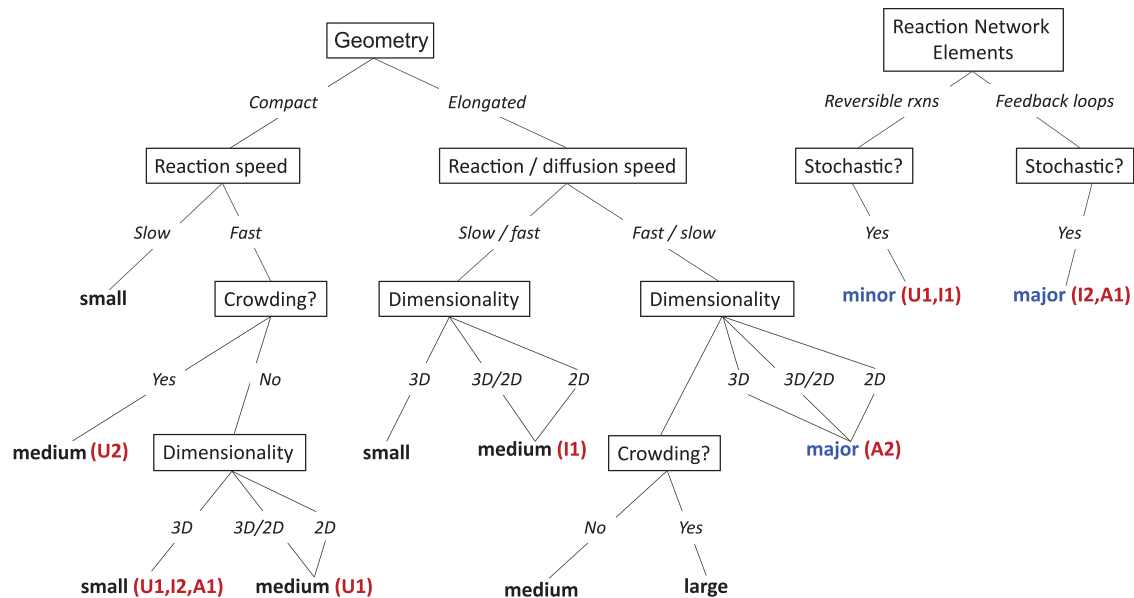 Geometry
Reaction Network
Elements
Compact
Elongated
Reversible rxns
Feedback loops
Reaction speed
Reaction / diffusion speed
Stochastic?
Stochastic?
Slow
Fast
Slow / fast
Fast / slow
Yes
Yes
small
Crowding?
Dimensionality
Dimensionality
minor (U1,I1)
major (I2,A1)
Yes
No
3D
3D/2D
2D
3D
3D/2D
2D
medium (U2)
Dimensionality
small
medium (I1)
Crowding?
major (A2)
3D
3D/2D
2D
No
Yes
small (U1,I2,A1)
medium (U1)
medium
large